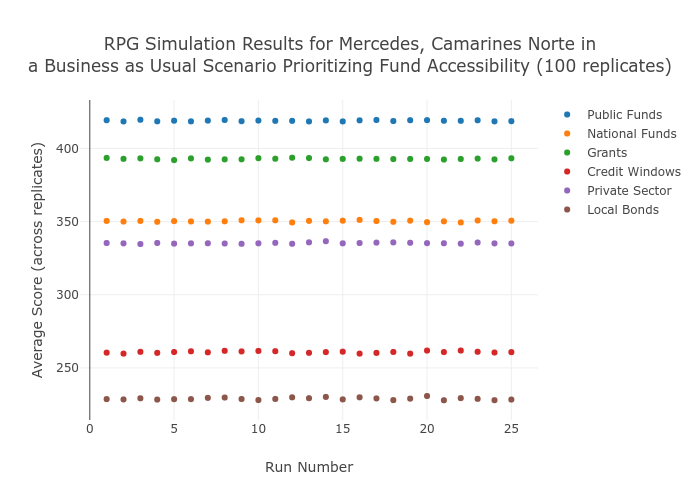 RPG Simulation Results for Mercedes, Camarines Norte in
a Business as Usual Scenario Prioritizing Fund Accessibility (100 replicates)
Public Funds
National Funds
Grants
Credit Windows
Private Sector
Local Bonds
Average Score (across replicates)
400
350
300
250
0
5
10
15
20
25
Run Number